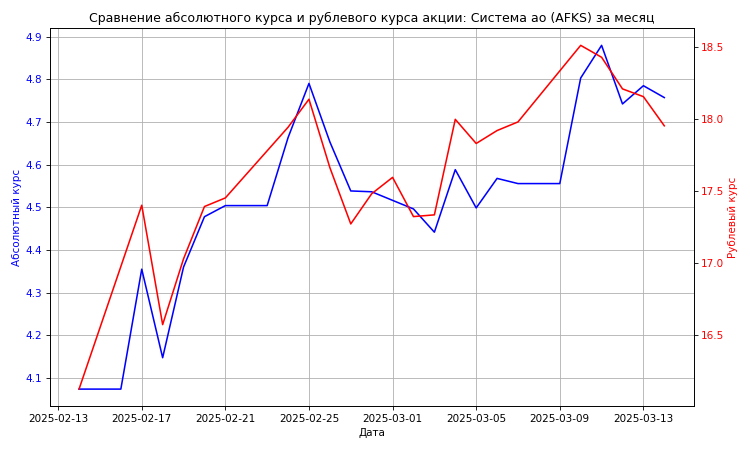 Сравнение абсолютного курса и рублевого курса акции: Система ао (AFKS) за месяц
4.9
4.8
4.7
4.6
4.5
4.4
4.3
4.2
4.1
Абсолютный курс
18.5
18.0
17.5
17.0
16.5
Рублевый курс
2025-02-13 2025-02-17 2025-02-21 2025-02-25 2025-03-01 2025-03-05 2025-03-09 2025-03-13
Дата